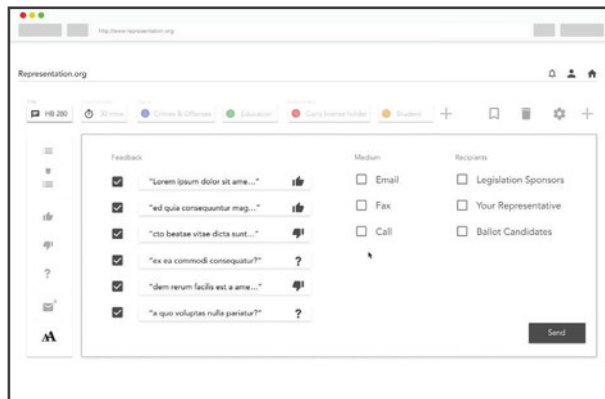 http://www.representation.org
Representation.org
HB 280
30 mins
Crimes & Offenses
Education
Carry license holder
Student
Feedback
Medium
Recipients
"Lorem ipsum dolor sit ame..."
Email
Legislation Sponsors
"ed quia consequuntur mag..."
Fax
Your Representative
"cto beatae vitae dicta sunt..."
Call
Ballot Candidates
"ex ea commodi consequatur?"
"dem rerum facilis est a ame..."
"a quo voluptas nulla pariatur?"
Send